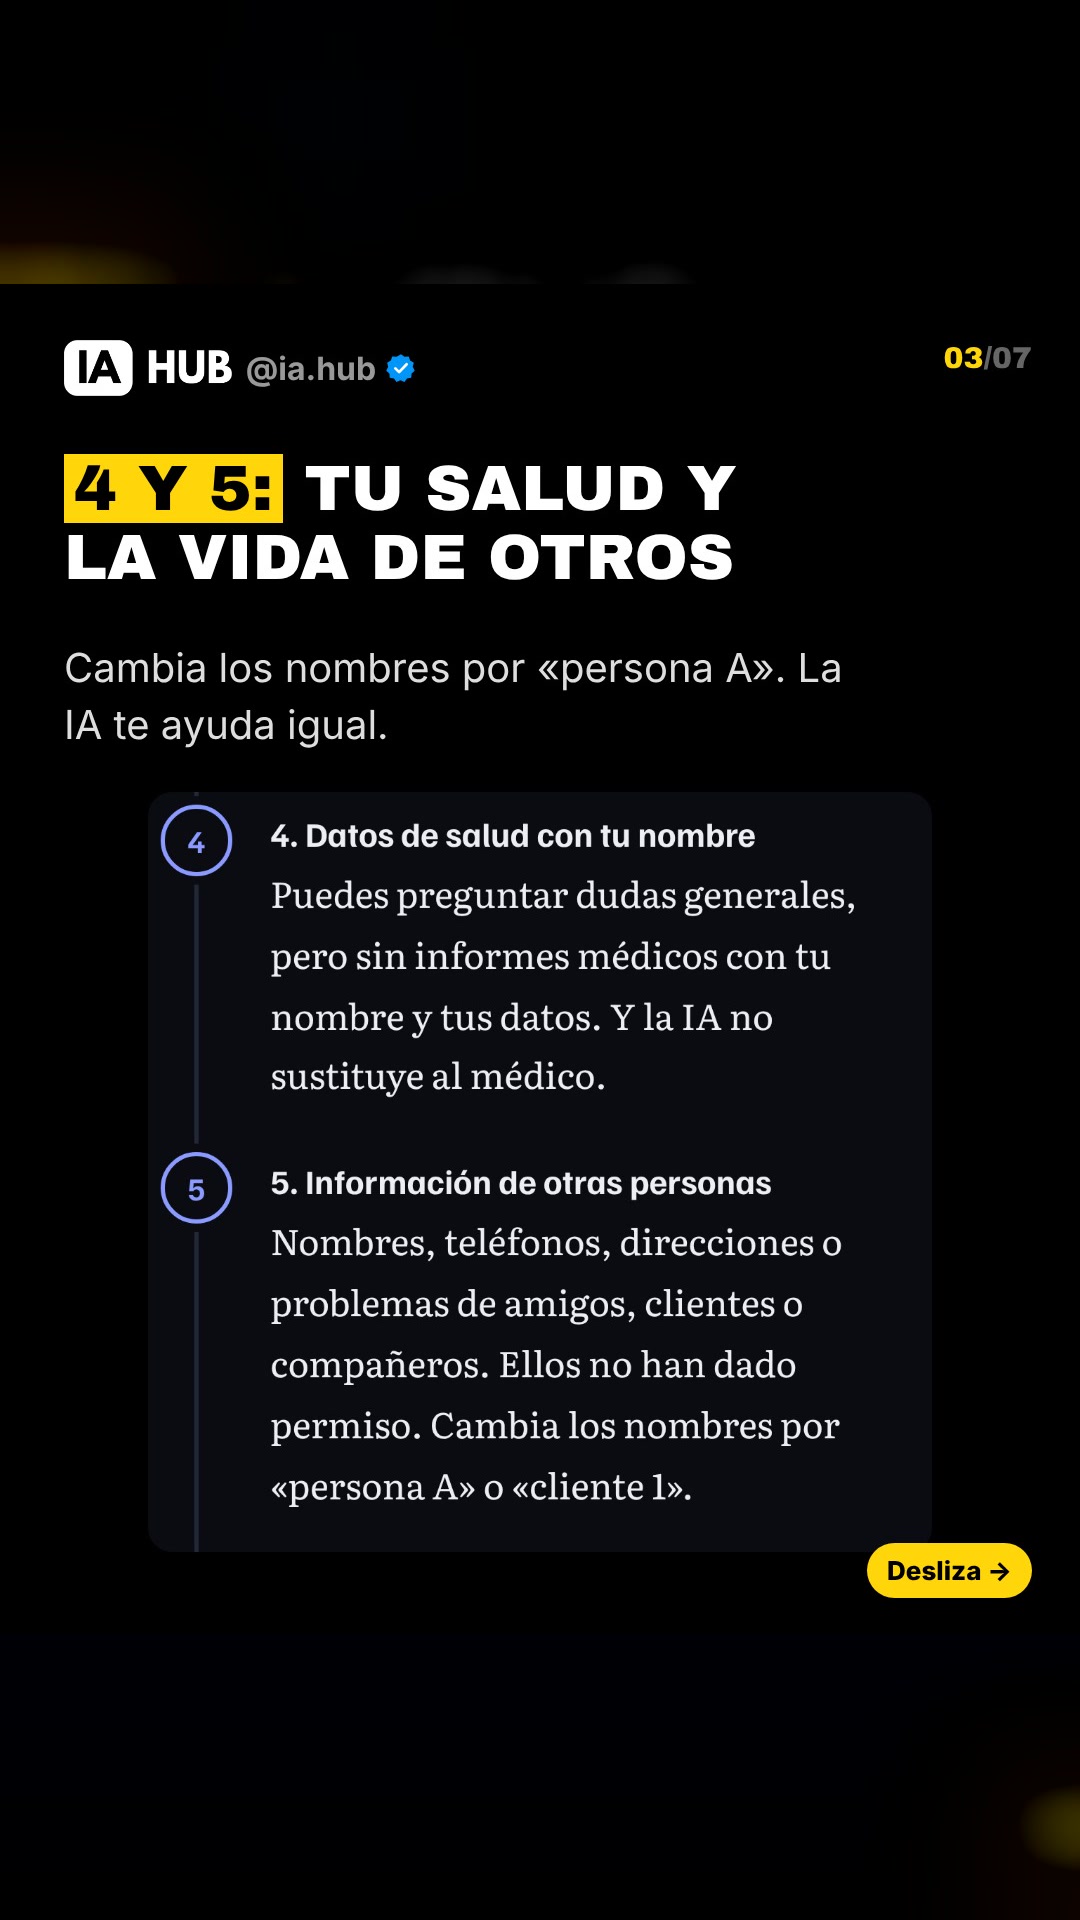 IA HUB @ia.hub
03/07
4 Y 5: TU SALUD Y
LA VIDA DE OTROS
Cambia los nombres por «persona A». La
IA te ayuda igual.
4
4. Datos de salud con tu nombre
Puedes preguntar dudas generales,
pero sin informes médicos con tu
nombre y tus datos. Y la IA no
sustituye al médico.
5
5. Información de otras personas
Nombres, teléfonos, direcciones o
problemas de amigos, clientes o
compañeros. Ellos no han dado
permiso. Cambia los nombres por
«persona A» o «cliente 1».
Desliza →